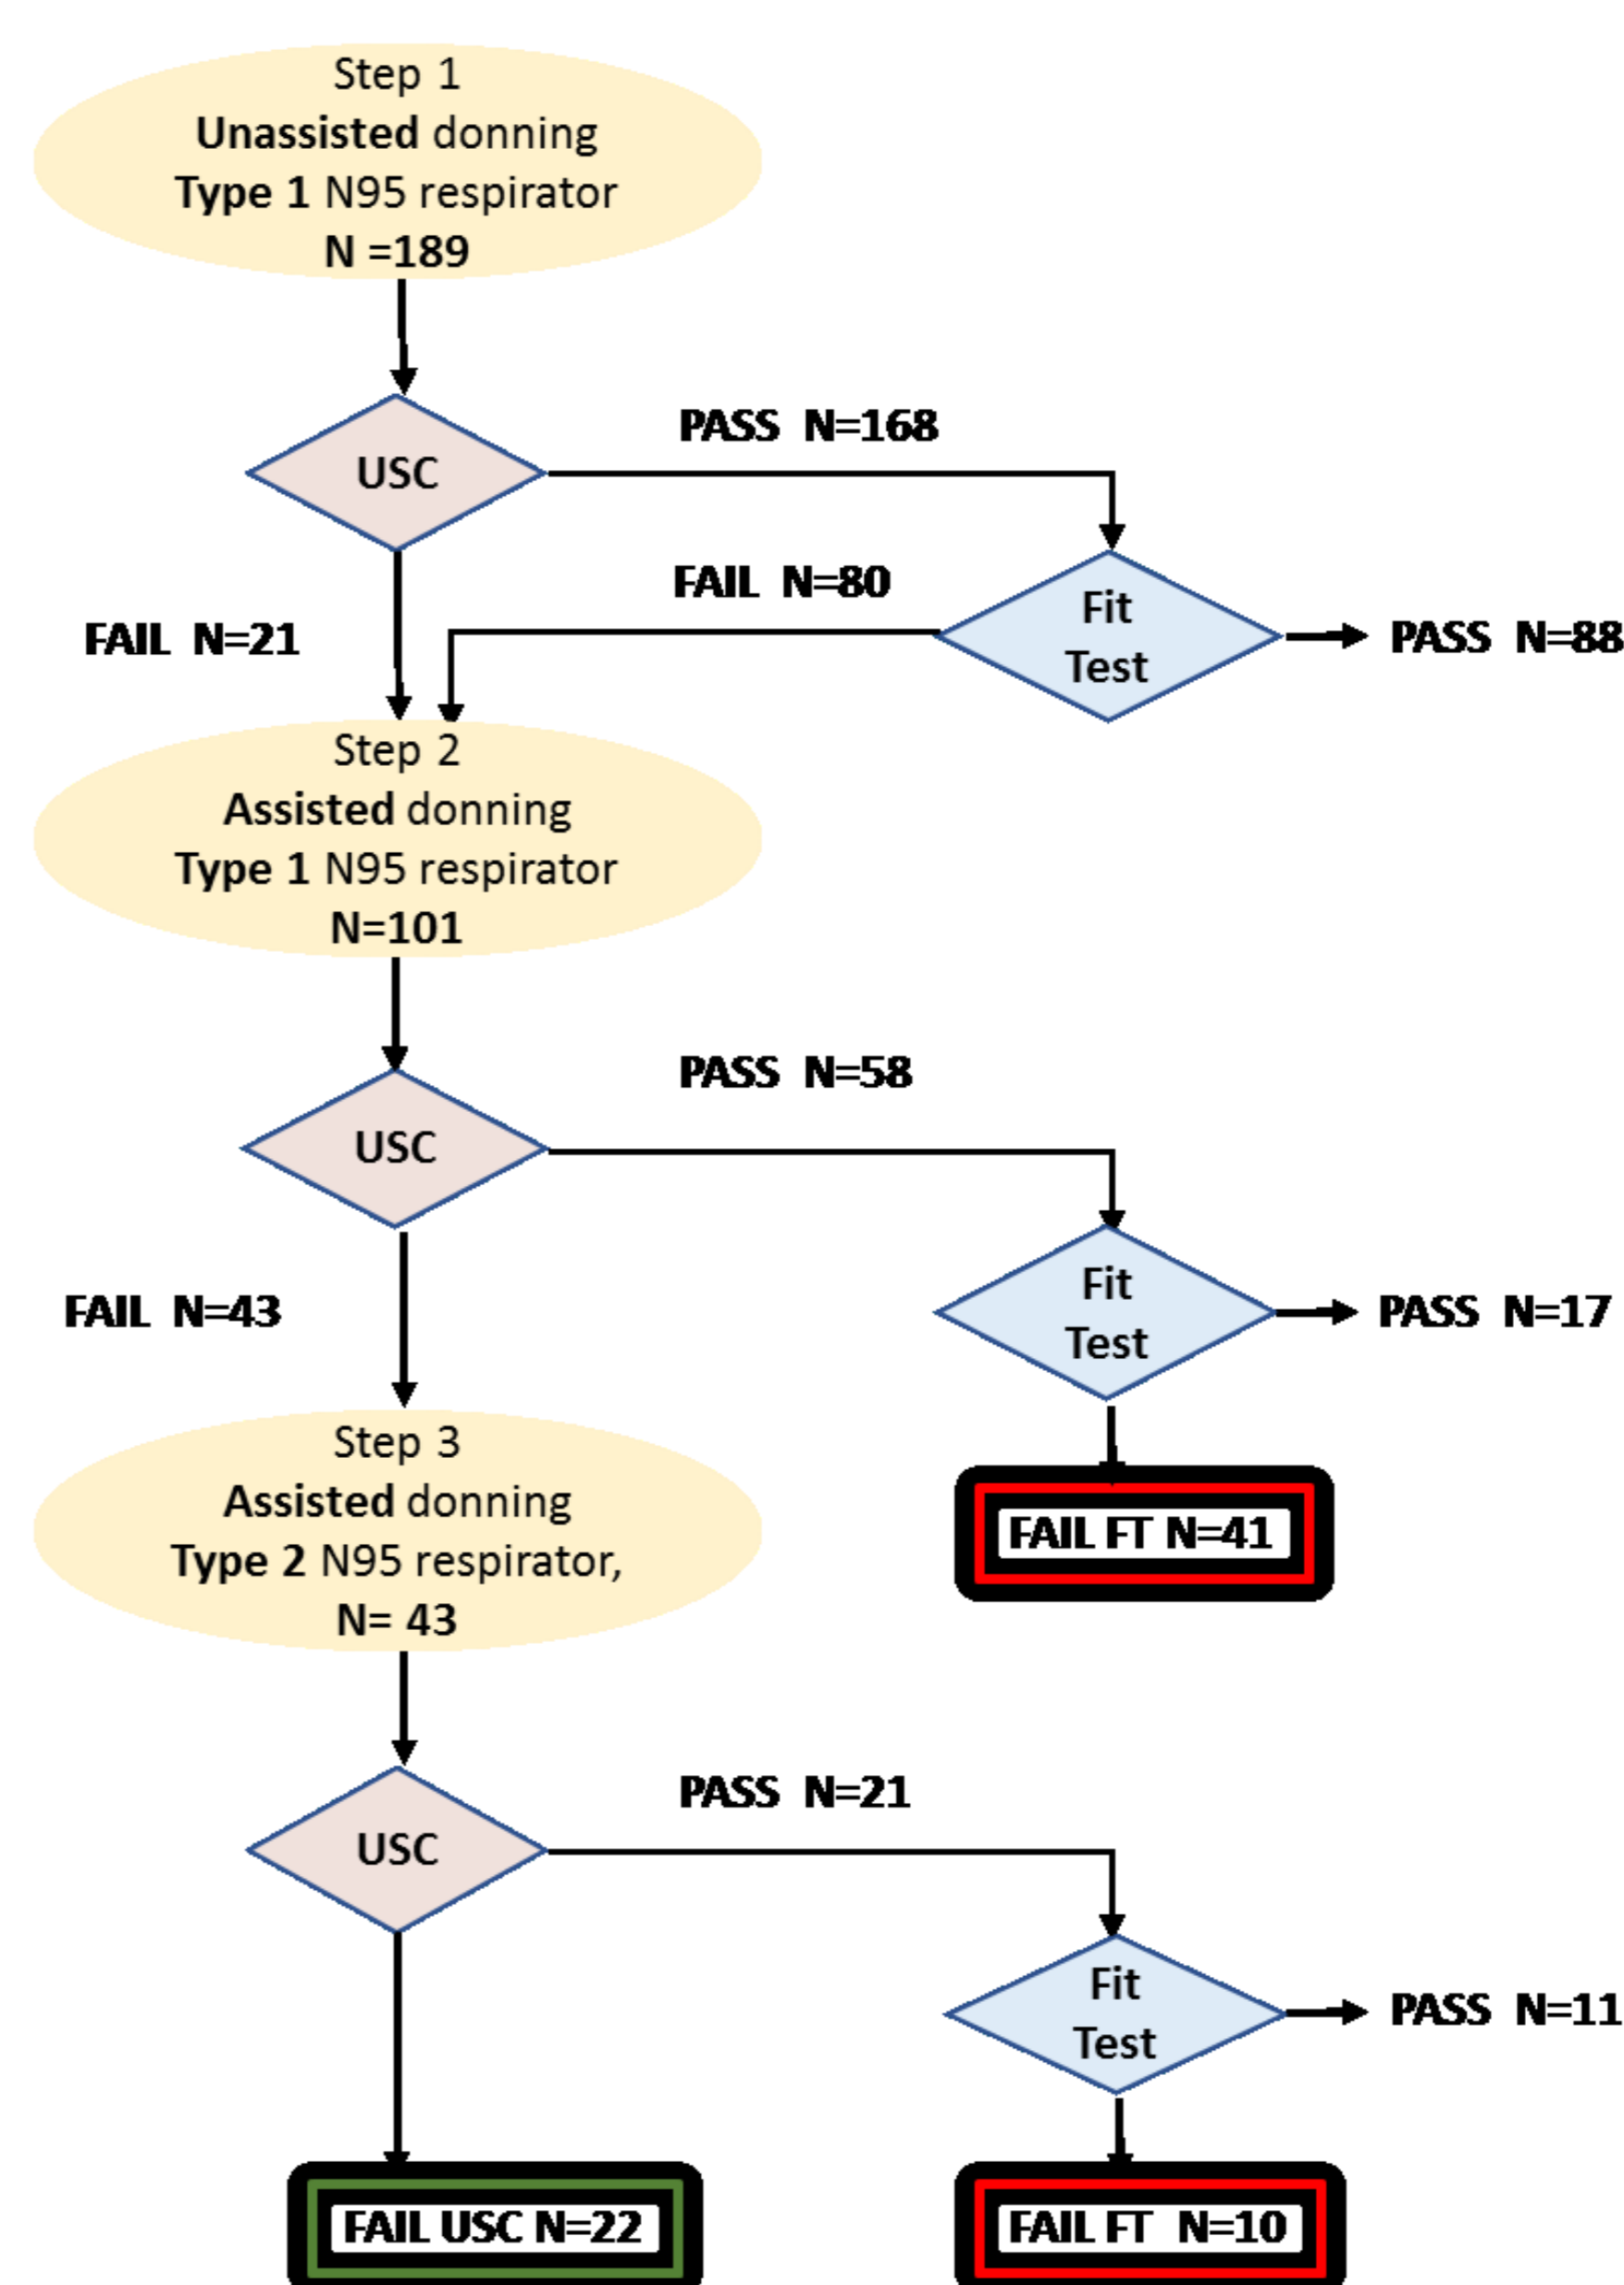 Step 1
Unassisted donning
Type 1 N95 respirator
N =189
PASS N=168
USC
FAIL N=80
Fit
Test
PASS N=88
FAIL N=21
Step 2
Assisted donning
Type 1 N95 respirator
N=101
PASS N=58
USC
Fit
Test
PASS N=17
FAIL N=43
FAIL FT N=41
Step 3
Assisted donning
Type 2 N95 respirator,
N= 43
PASS N=21
USC
Fit
Test
PASS N=11
FAIL USC N=22
FAIL FT N=10